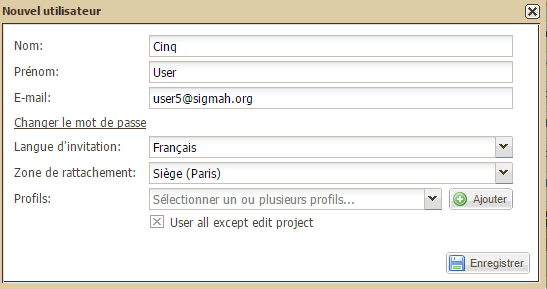 Nouvel utilisateur
Nom: Cinq
Prénom: User
E-mail: user5@sigmah.org
Changer le mot de passe
Langue d'invitation: Français
Zone de rattachement: Siège (Paris)
Profils: Sélectionner un ou plusieurs profils... Ajouter
User all except edit project
Enregistrer